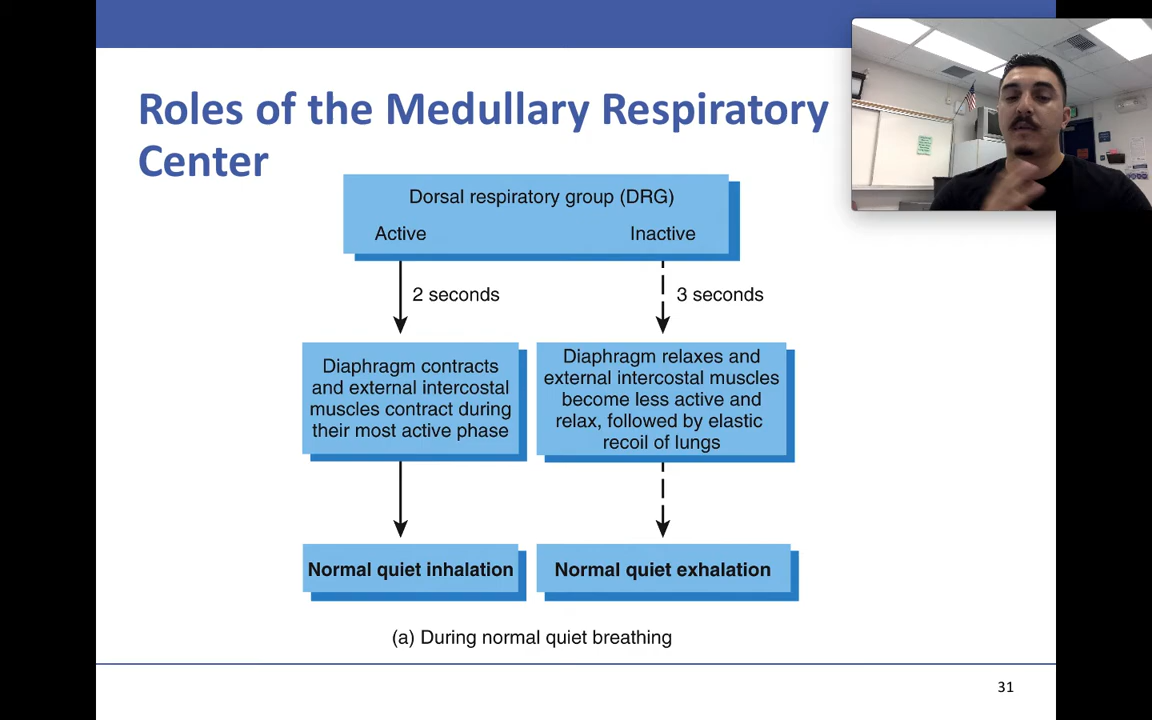 Roles of the Medullary Respiratory
Center
Dorsal respiratory group (DRG)
Active
Inactive
2 seconds
3 seconds
Diaphragm contracts
and external intercostal
muscles contract during
their most active phase
Diaphragm relaxes and
external intercostal muscles
become less active and
relax, followed by elastic
recoil of lungs
Normal quiet inhalation
Normal quiet exhalation
(a) During normal quiet breathing
31